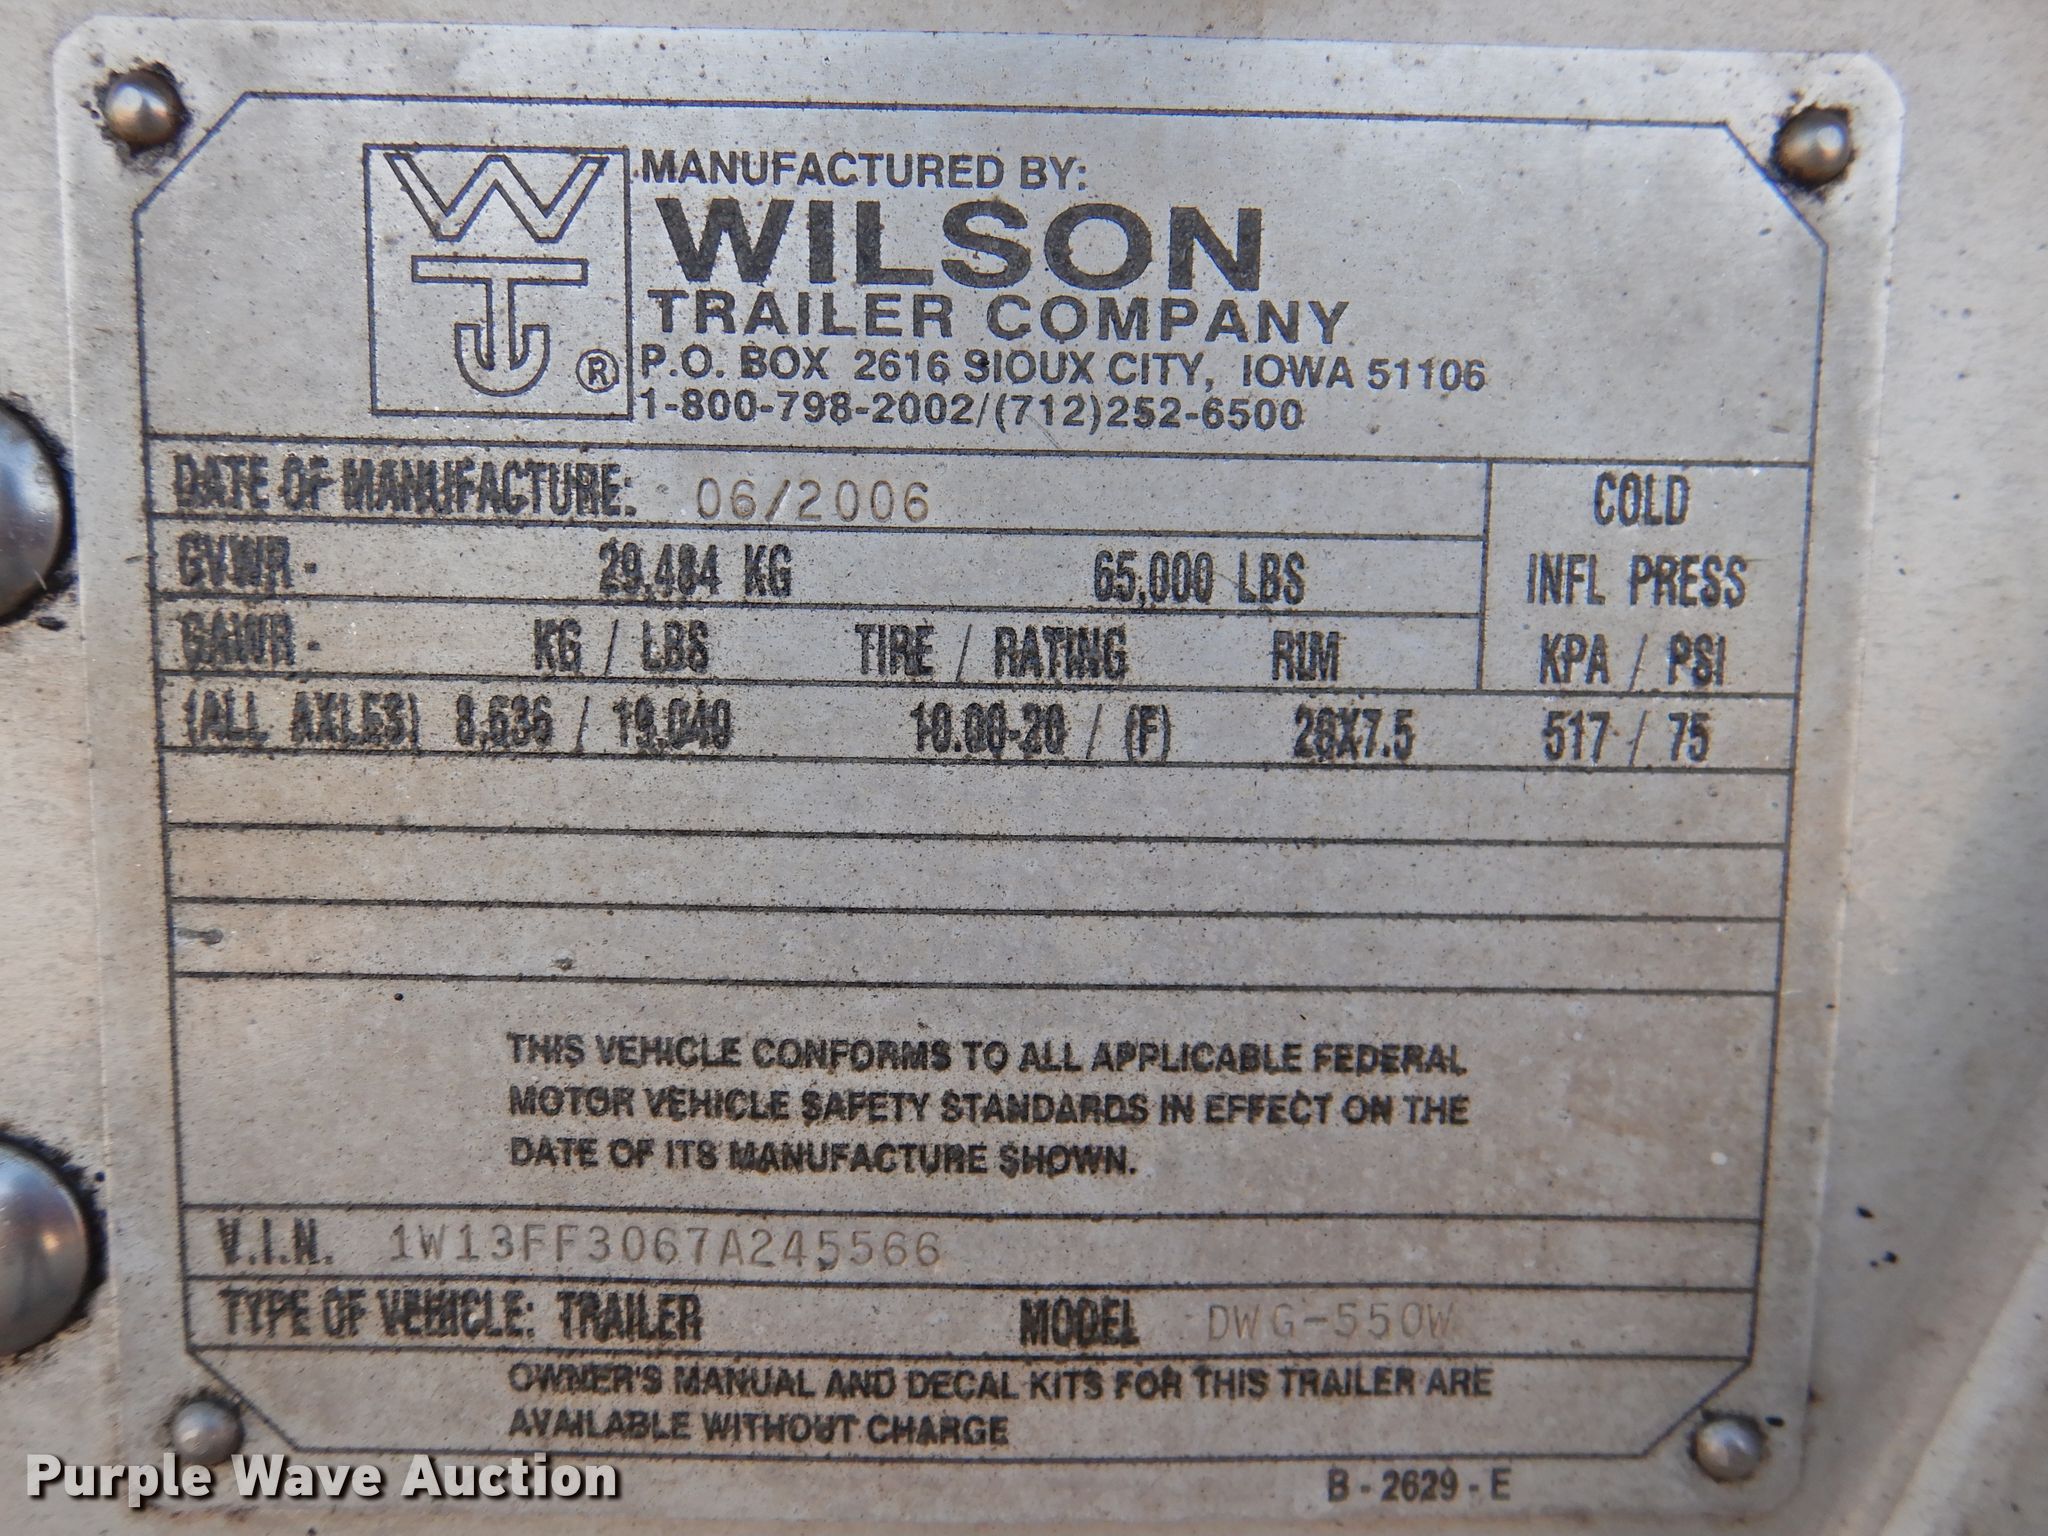 WT
®
MANUFACTURED BY:
WILSON
TRAILER COMPANY
P.O. BOX 2616 SIOUX CITY, IOWA 51106
1-800-798-2002/(712)252-6500
DATE OF MANUFACTURE: 06/2006
COLD
GVWR - 29,484 KG 65,000 LBS
INFL PRESS
GAWR - KG / LBS TIRE / RATING RIM KPA / PSI
(ALL AXLES) 8,636 / 19,040 10.00-20 / (F) 20X7.5 517 / 75
THIS VEHICLE CONFORMS TO ALL APPLICABLE FEDERAL
MOTOR VEHICLE SAFETY STANDARDS IN EFFECT ON THE
DATE OF ITS MANUFACTURE SHOWN.
V.I.N. 1W13FF3067A245566
TYPE OF VEHICLE: TRAILER MODEL DWG-550W
OWNER'S MANUAL AND DECAL KITS FOR THIS TRAILER ARE
AVAILABLE WITHOUT CHARGE
B - 2629 - E
Purple Wave Auction